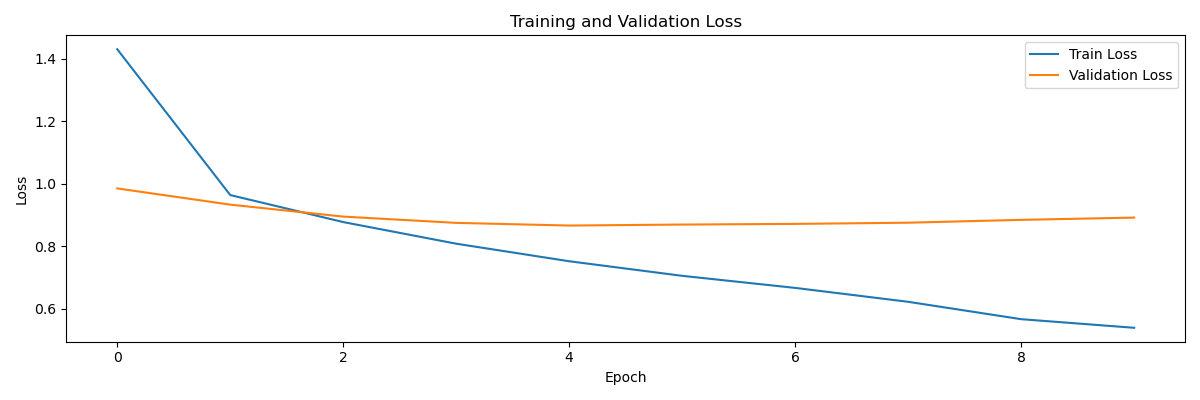 Training and Validation Loss
Train Loss
Validation Loss
1.4
1.2
1.0
0.8
0.6
Loss
0 2 4 6 8
Epoch